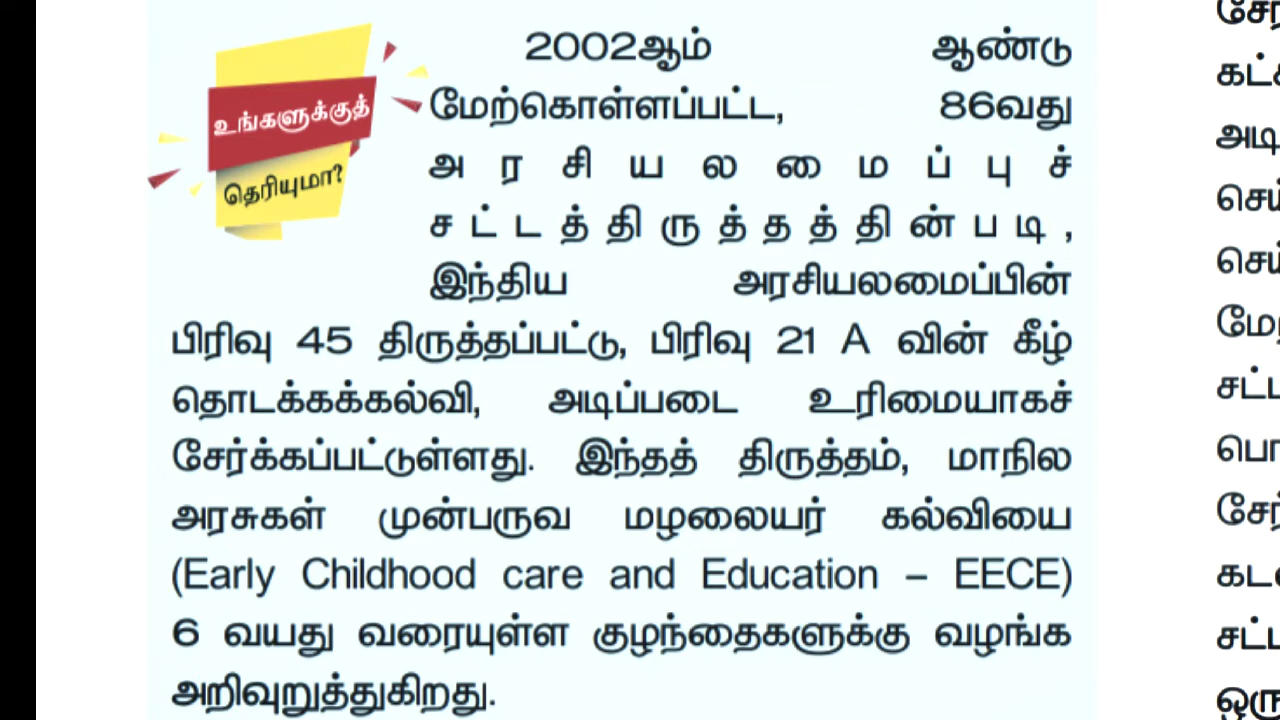 உங்களுக்குத்
தெரியுமா?
2002ஆம் ஆண்டு
மேற்கொள்ளப்பட்ட, 86வது
அரசியலமைப்புச்
சட்டத்திருத்தத்தின்படி,
இந்திய அரசியலமைப்பின்
பிரிவு 45 திருத்தப்பட்டு, பிரிவு 21 A வின் கீழ்
தொடக்கக்கல்வி, அடிப்படை உரிமையாகச்
சேர்க்கப்பட்டுள்ளது. இந்தத் திருத்தம், மாநில
அரசுகள் முன்பருவ மழலையர் கல்வியை
(Early Childhood care and Education – EECE)
6 வயது வரையுள்ள குழந்தைகளுக்கு வழங்க
அறிவுறுத்துகிறது.